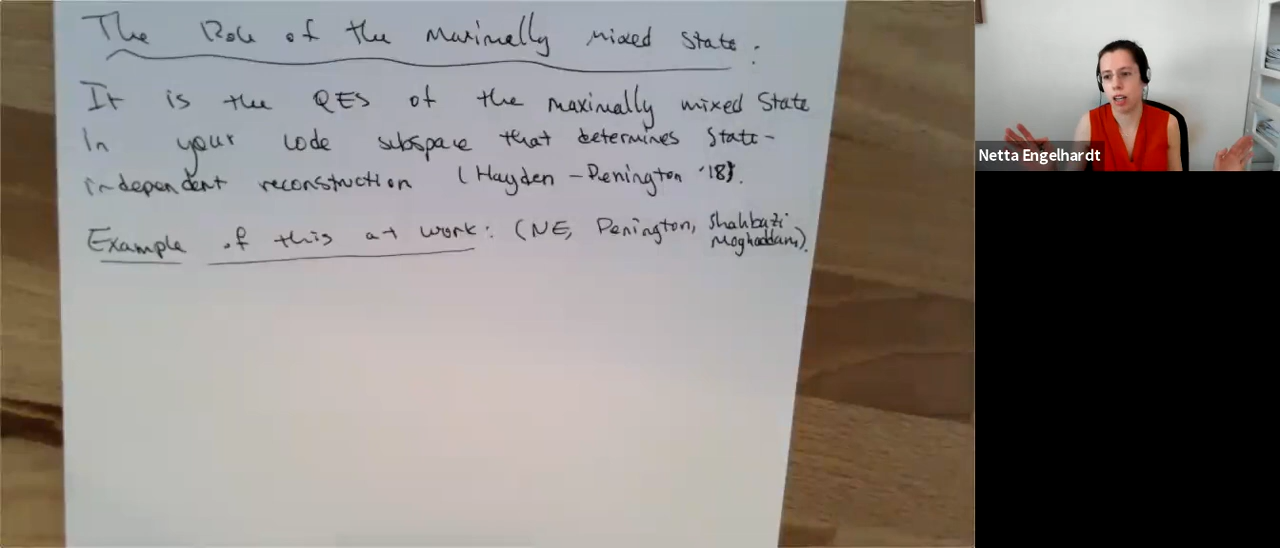 The Role of the Maximally mixed State :
It is the QES of the maximally mixed State
In your code subspace that determines State-
independent reconstruction (Hayden - Penington '18).
Example of this at work: (NE, Penington, Shahbazi
Moghaddam).
Netta Engelhardt